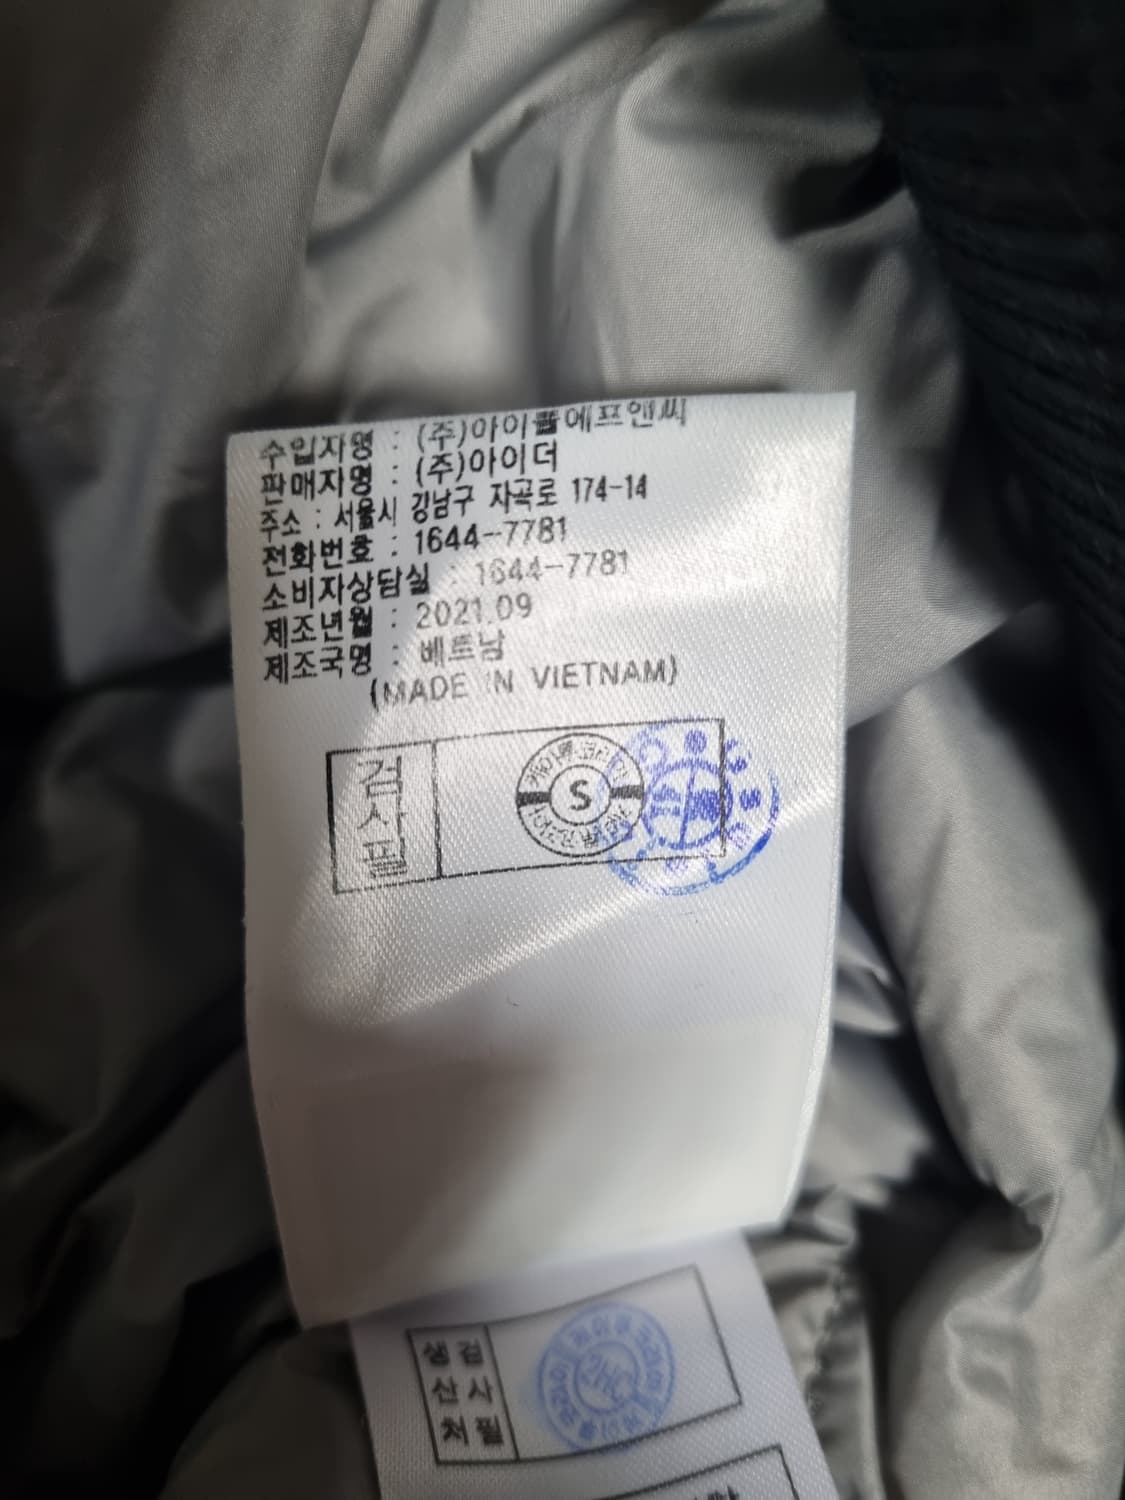 수입자명 : (주)아이플에프앤씨
판매자명 : (주)아이더
주소 : 서울시 강남구 자곡로 174-14
전화번호 : 1644-7781
소비자상담실 : 1644-7781
제조년월 : 2021.09
제조국명 : 베트남
(MADE IN VIETNAM)
검사필
S
생산처
검사필